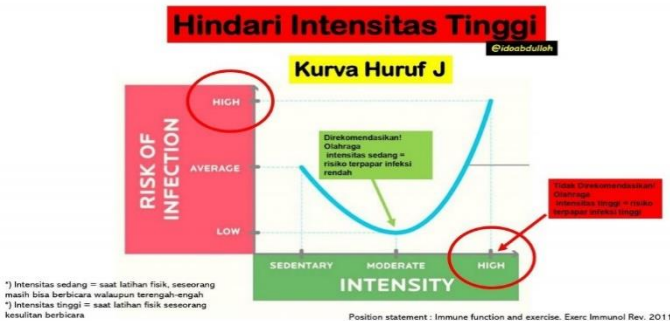 Hindari Intensitas Tinggi
@idoabdulloh
Kurva Huruf J
HIGH
AVERAGE
LOW
RISK OF
INFECTION
Direkomendasikan!
Olahraga
intensitas sedang =
risiko terpapar infeksi
rendah
Tidak Direkomendasikan!
Olahraga
intensitas tinggi = risiko
terpapar infeksi tinggi
SEDENTARY
MODERATE
HIGH
INTENSITY
*) Intensitas sedang = saat latihan fisik, seseorang
masih bisa berbicara walaupun terengah-engah
*) Intensitas tinggi = saat latihan fisik seseorang
kesulitan berbicara
Position statement : Immune function and exercise. Exerc Immunol Rev. 2011